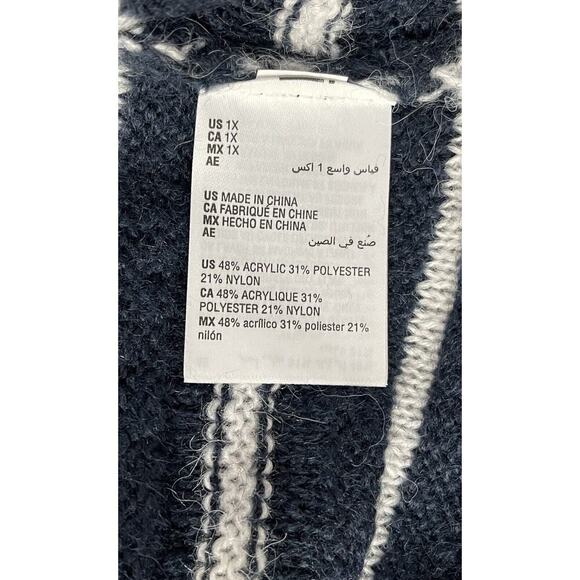 US 1X
CA 1X
MX 1X
AE
قياس واسع 1 اكس
US MADE IN CHINA
CA FABRIQUÉ EN CHINE
MX HECHO EN CHINA
AE
صُنع في الصين
US 48% ACRYLIC 31% POLYESTER
21% NYLON
CA 48% ACRYLIQUE 31%
POLYESTER 21% NYLON
MX 48% acrílico 31% poliester 21%
nilón